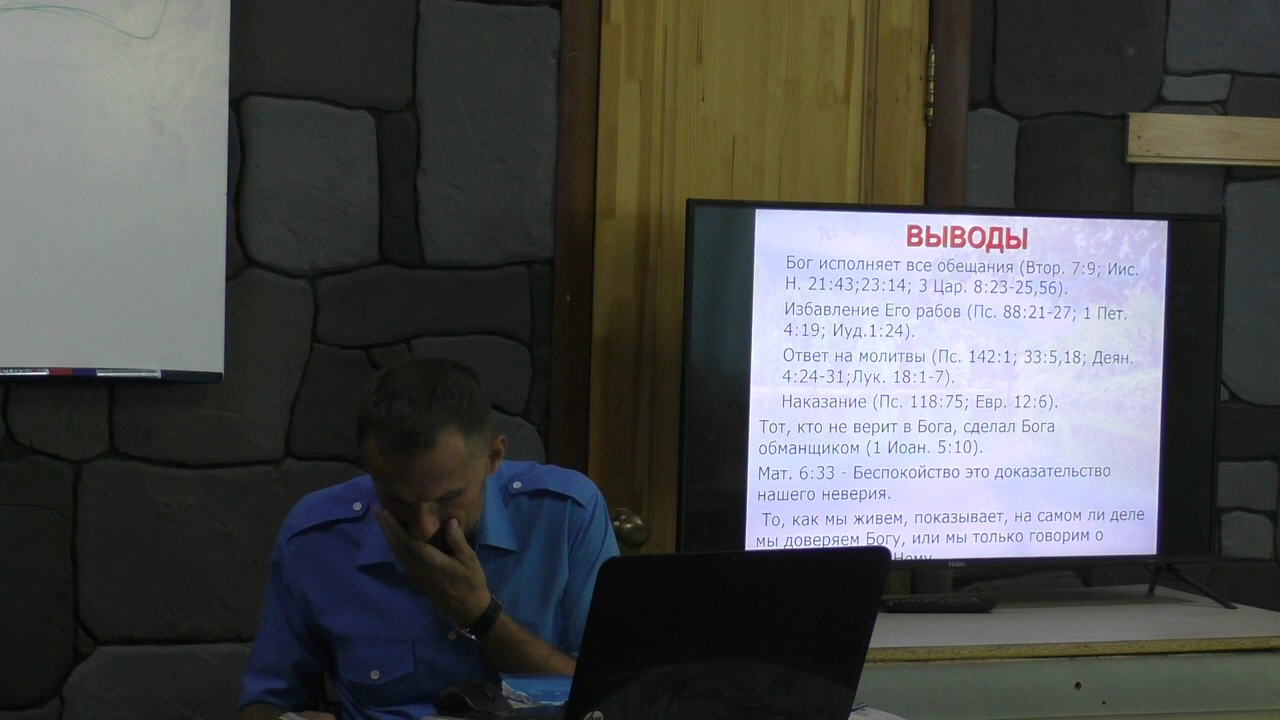 ВЫВОДЫ
Бог исполняет все обещания (Втор. 7:9; Иис.
Н. 21:43;23:14; 3 Цар. 8:23-25,56).
Избавление Его рабов (Пс. 88:21-27; 1 Пет.
4:19; Иуд.1:24).
Ответ на молитвы (Пс. 142:1; 33:5,18; Деян.
4:24-31;Лук. 18:1-7).
Наказание (Пс. 118:75; Евр. 12:6).
Тот, кто не верит в Бога, сделал Бога
обманщиком (1 Иоан. 5:10).
Мат. 6:33 - Беспокойство это доказательство
нашего неверия.
То, как мы живем, показывает, на самом ли деле
мы доверяем Богу, или мы только говорим о
Haier
hp